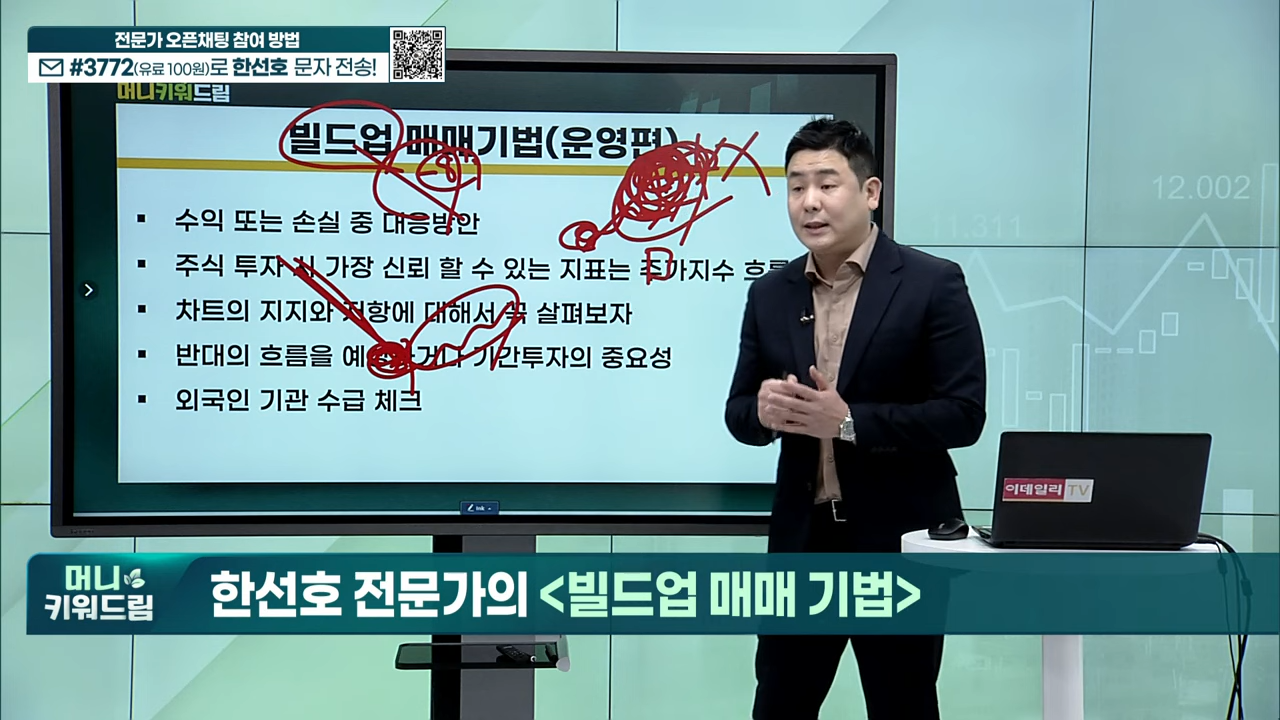 전문가 오픈채팅 참여 방법
#3772(유료 100원)로 한선호 문자 전송!
머니키워드림
빌드업 매매기법(운영편)
-8
▪ 수익 또는 손실 중 대응방안
▪ 주식 투자 시 가장 신뢰 할 수 있는 지표는 주가지수 흐름
D
▪ 차트의 지지와 저항에 대해서 꼭 살펴보자
▪ 반대의 흐름을 기간투자의 중요성
▪ 외국인 기관 수급 체크
Ink
11.311
12.002
이데일리 TV
머니
키워드림
한선호 전문가의 <빌드업 매매 기법>